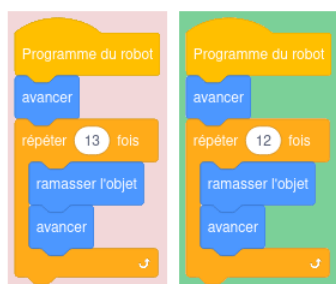 Programme du robot
avancer
répéter 13 fois
ramasser l'objet
avancer
Programme du robot
avancer
répéter 12 fois
ramasser l'objet
avancer